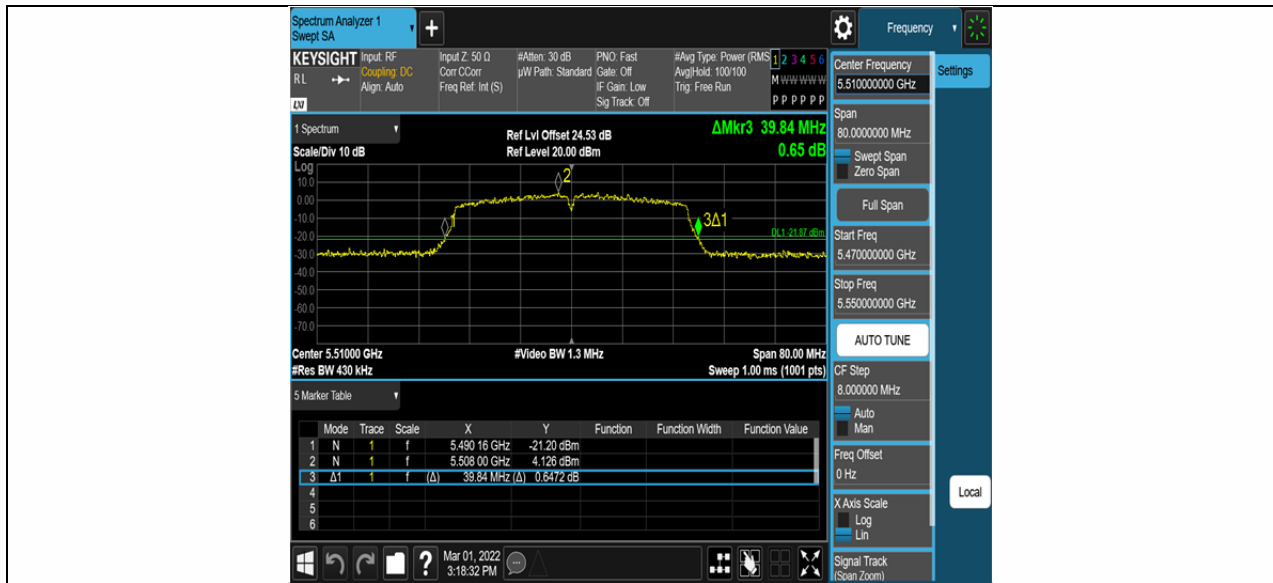 Spectrum Analyzer 1
Swept SA
+
Frequency
KEYSIGHT
RL
LXI
Input: RF
Coupling: DC
Align: Auto
Input Z: 50 Ω
Corr CCorr
Freq Ref: Int (S)
#Atten: 30 dB
µW Path: Standard
PNO: Fast
Gate: Off
IF Gain: Low
Sig Track: Off
#Avg Type: Power (RMS
Avg|Hold: 100/100
Trig: Free Run
1 2 3 4 5 6
M W W W W W
P P P P P P
1 Spectrum
Scale/Div 10 dB
Ref Lvl Offset 24.53 dB
Ref Level 20.00 dBm
ΔMkr3 39.84 MHz
0.65 dB
Log
10.0
0.00
-10.0
-20.0
-30.0
-40.0
-50.0
-60.0
-70.0
1
2
3Δ1
DL1 -21.87 dBm
Center 5.51000 GHz
#Res BW 430 kHz
#Video BW 1.3 MHz
Span 80.00 MHz
Sweep 1.00 ms (1001 pts)
5 Marker Table
Mode Trace Scale X Y Function Function Width Function Value
1 N 1 f 5.490 16 GHz -21.20 dBm
2 N 1 f 5.508 00 GHz 4.126 dBm
3 Δ1 1 f (Δ) 39.84 MHz (Δ) 0.6472 dB
4
5
6
?
Mar 01, 2022
3:18:32 PM
Center Frequency
5.510000000 GHz
Span
80.0000000 MHz
Swept Span
Zero Span
Full Span
Start Freq
5.470000000 GHz
Stop Freq
5.550000000 GHz
AUTO TUNE
CF Step
8.000000 MHz
Auto
Man
Freq Offset
0 Hz
X Axis Scale
Log
Lin
Signal Track
(Span Zoom)
Settings
Local